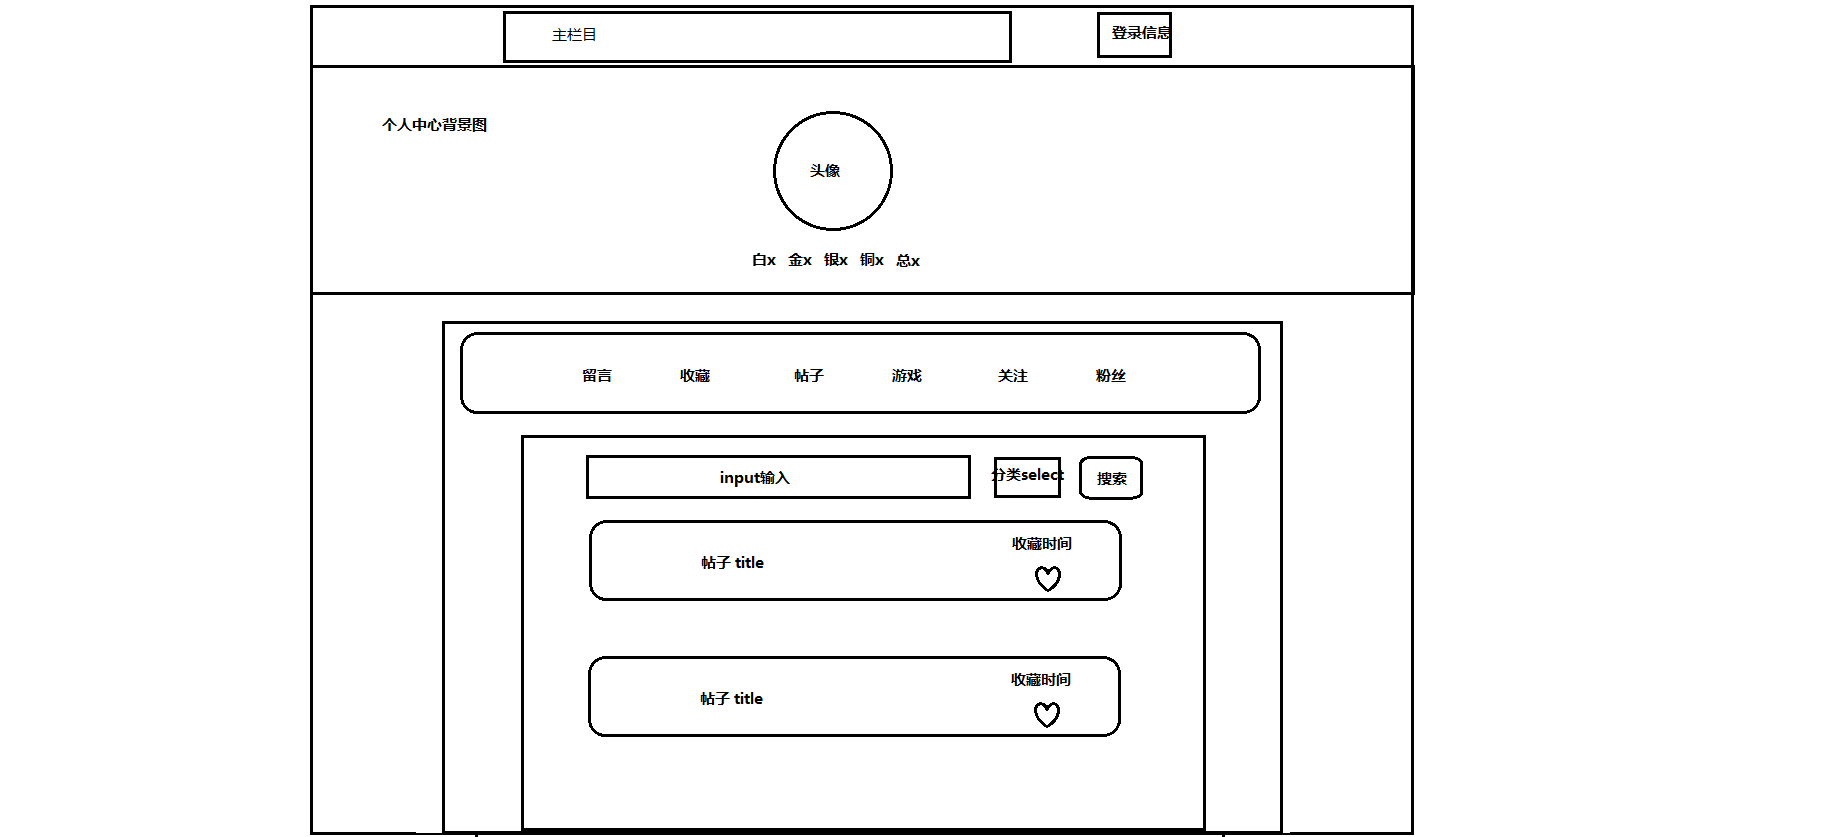 主栏目
登录信息
个人中心背景图
头像
白x 金x 银x 铜x 总x
留言 收藏 帖子 游戏 关注 粉丝
input输入 分类select 搜索
收藏时间
帖子 title
收藏时间
帖子 title